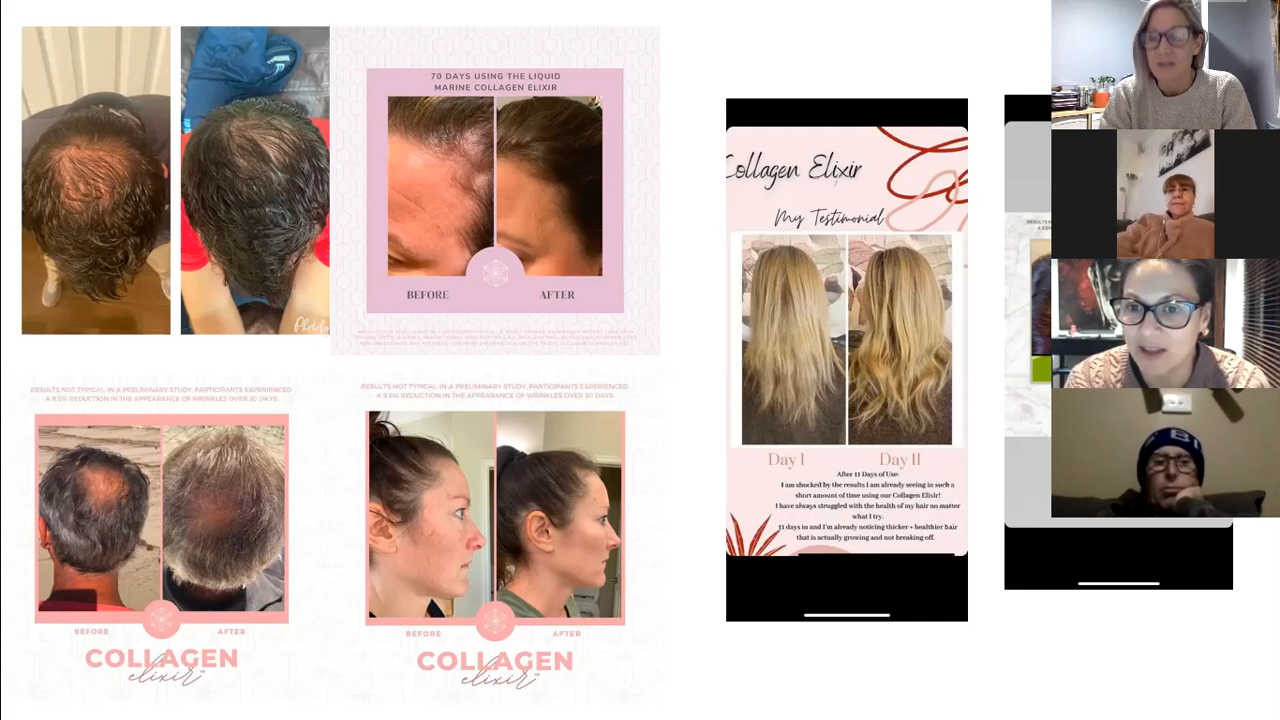 70 DAYS USING THE LIQUID
MARINE COLLAGEN ELIXIR
BEFORE
AFTER
RESULTS NOT TYPICAL. IN A PRELIMINARY STUDY, PARTICIPANTS EXPERIENCED
A 9.5% REDUCTION IN THE APPEARANCE OF WRINKLES OVER 30 DAYS.
BEFORE
AFTER
COLLAGEN
elixir™
RESULTS NOT TYPICAL. IN A PRELIMINARY STUDY, PARTICIPANTS EXPERIENCED
A 9.5% REDUCTION IN THE APPEARANCE OF WRINKLES OVER 30 DAYS.
BEFORE
AFTER
COLLAGEN
elixir™
Collagen Elixir
My Testimonial
Day 1
Day 11
After 11 Days of Use:
I am shocked by the results I am already seeing in such a
short amount of time using our Collagen Elixir!
I have always struggled with the health of my hair no matter
what I try.
11 days in and I'm already noticing thicker + healthier hair
that is actually growing and not breaking off.